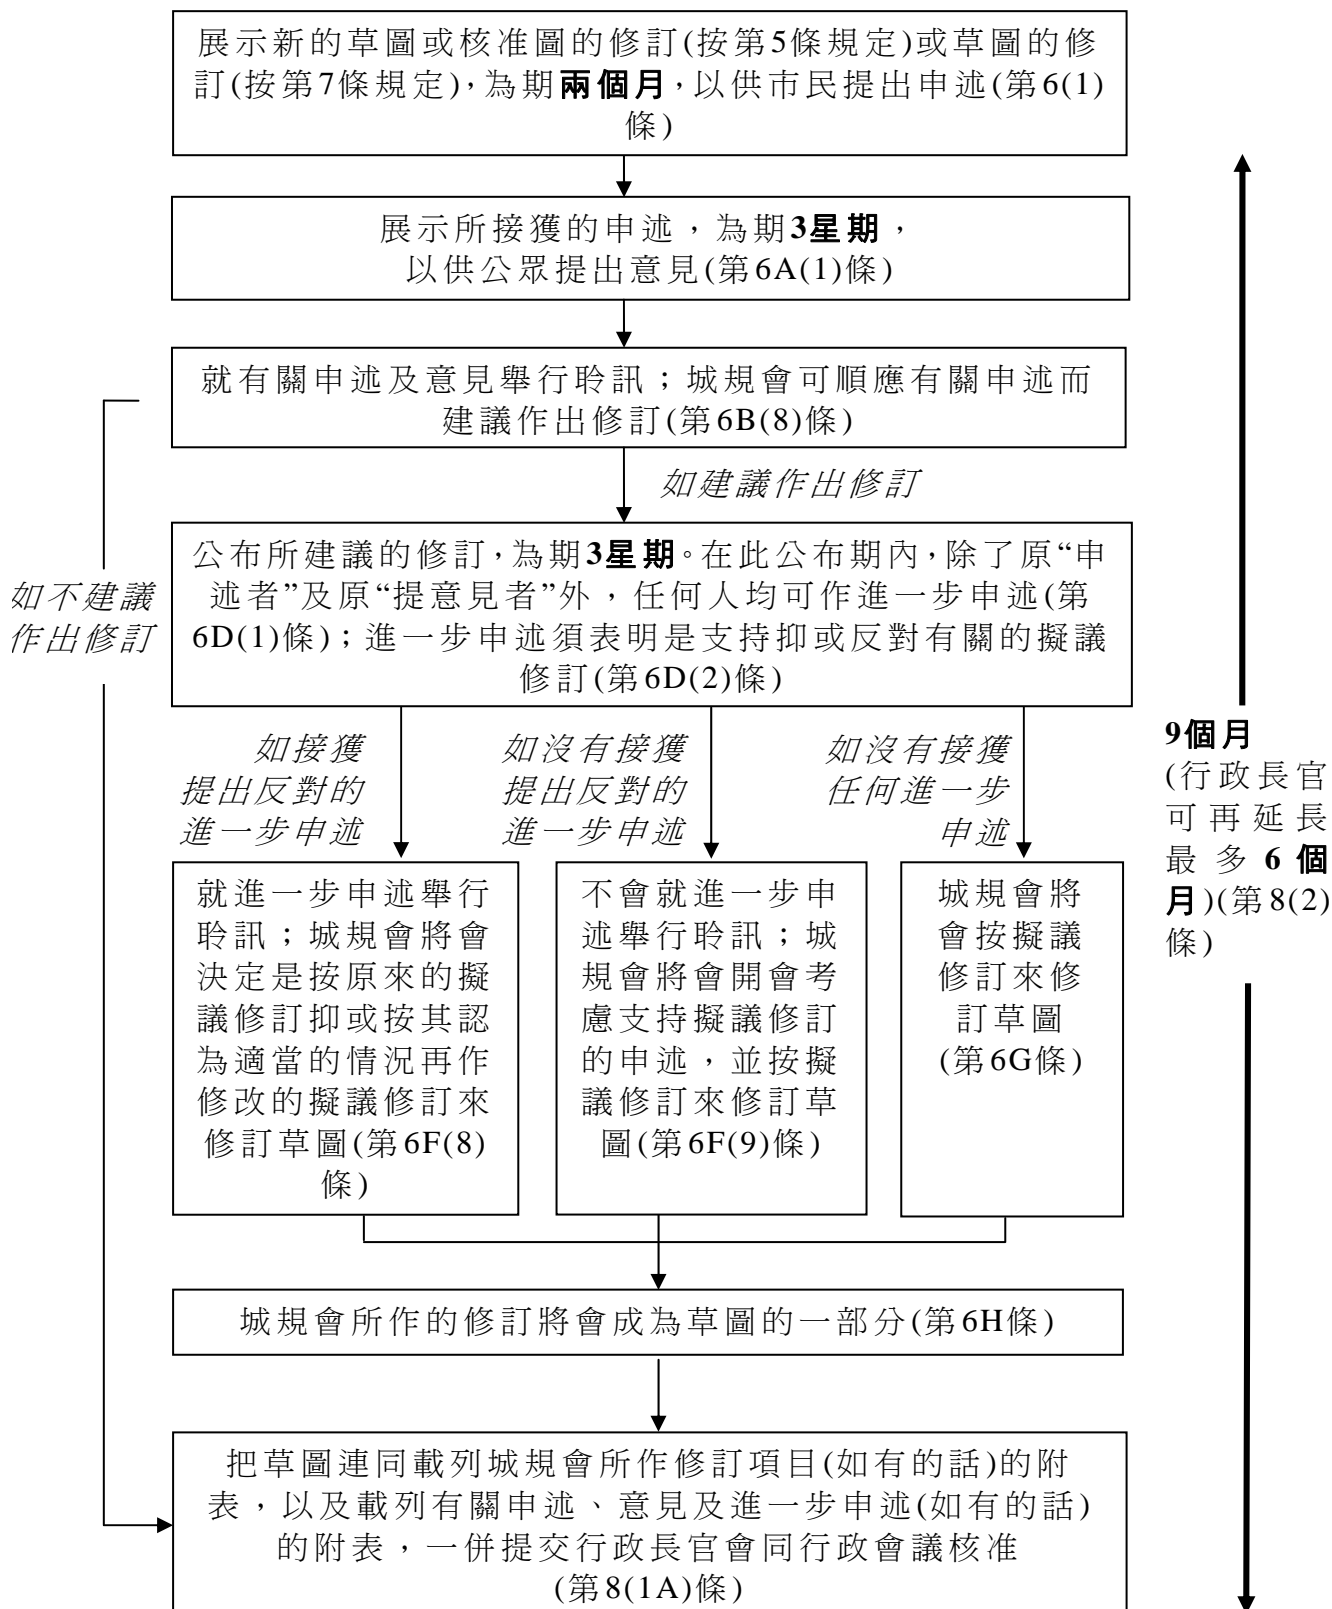 展示新的草圖或核准圖的修訂(按第5條規定)或草圖的修
訂(按第7條規定)，為期兩個月，以供市民提出申述(第6(1)
條)
展示所接獲的申述，為期3星期，
以供公眾提出意見(第6A(1)條)
就有關申述及意見舉行聆訊；城規會可順應有關申述而
建議作出修訂(第6B(8)條)
如建議作出修訂
公布所建議的修訂，為期3星期。在此公布期內，除了原“申
述者”及原“提意見者”外，任何人均可作進一步申述(第
6D(1)條)；進一步申述須表明是支持抑或反對有關的擬議
修訂(第6D(2)條)
如不建議
作出修訂
如接獲
提出反對的
進一步申述
如沒有接獲
提出反對的
進一步申述
如沒有接獲
任何進一步
申述
就進一步申述舉行
聆訊；城規會將會
決定是按原來的擬
議修訂抑或按其認
為適當的情況再作
修改的擬議修訂來
修訂草圖(第6F(8)
條)
不會就進一步申
述舉行聆訊；城
規會將會開會考
慮支持擬議修訂
的申述，並按擬
議修訂來修訂草
圖(第6F(9)條)
城規會將
會按擬議
修訂來修
訂草圖
(第6G條)
9個月
(行政長官
可再延長
最多6個
月)(第8(2)
條)
城規會所作的修訂將會成為草圖的一部分(第6H條)
把草圖連同載列城規會所作修訂項目(如有的話)的附
表，以及載列有關申述、意見及進一步申述(如有的話)
的附表，一併提交行政長官會同行政會議核准
(第8(1A)條)